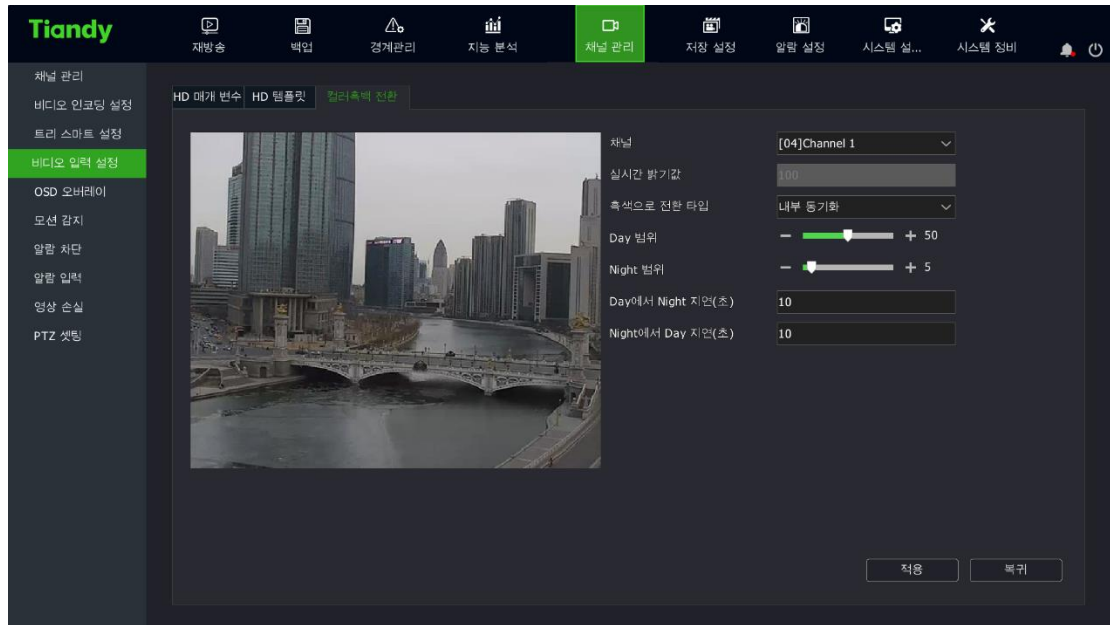 Tiandy
재방송
백업
경계관리
지능 분석
채널 관리
저장 설정
알람 설정
시스템 설...
시스템 정비
채널 관리
비디오 인코딩 설정
트리 스마트 설정
비디오 입력 설정
OSD 오버레이
모션 감지
알람 차단
알람 입력
영상 손실
PTZ 셋팅
HD 매개 변수 HD 템플릿 컬러흑백 전환
채널 [04]Channel 1
실시간 밝기값 100
흑색으로 전환 타입 내부 동기화
Day 범위 50
Night 범위 5
Day에서 Night 지연(초) 10
Night에서 Day 지연(초) 10
적용 복귀